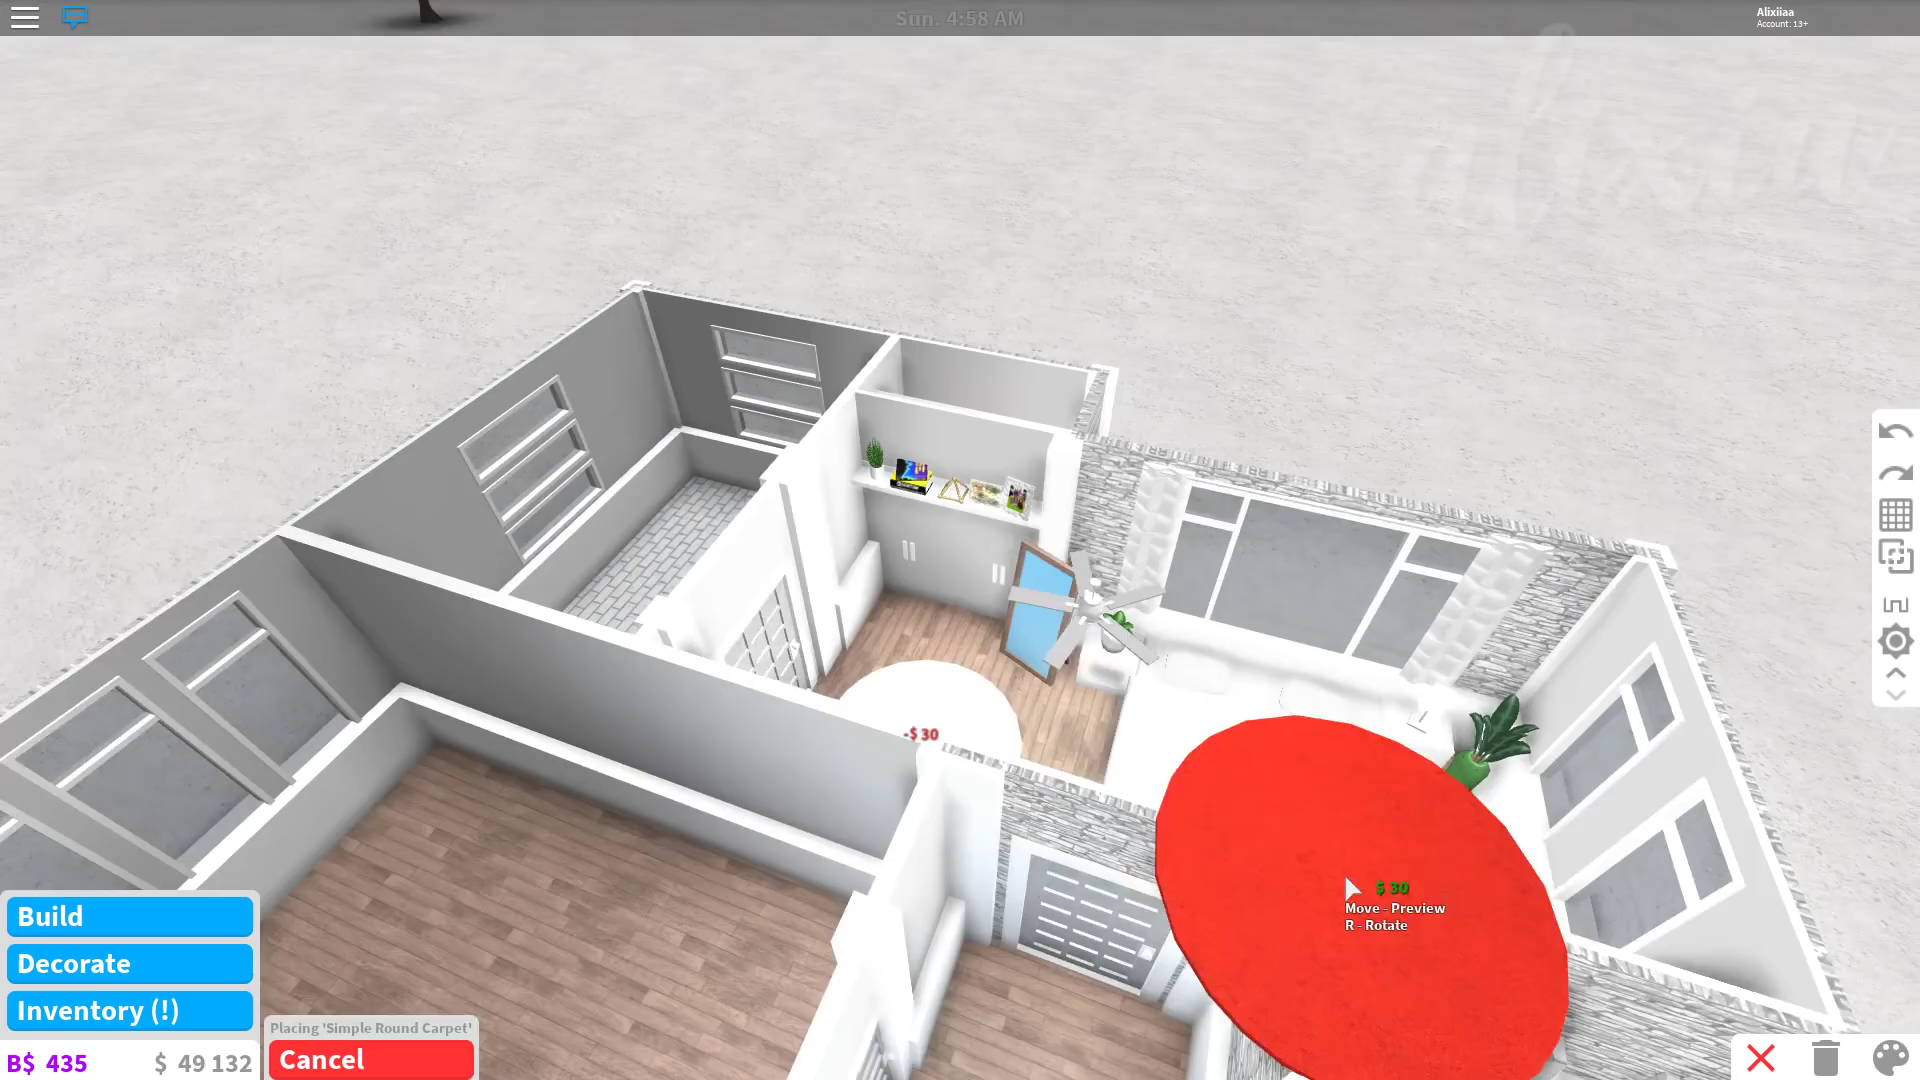 Sun. 4:58 AM
Alixiiaa
Account: 13+
alixiiaa
-$ 30
$ 30
Move - Preview
R - Rotate
Build
Decorate
Inventory (!)
Placing 'Simple Round Carpet'
Cancel
B$ 435
$ 49 132